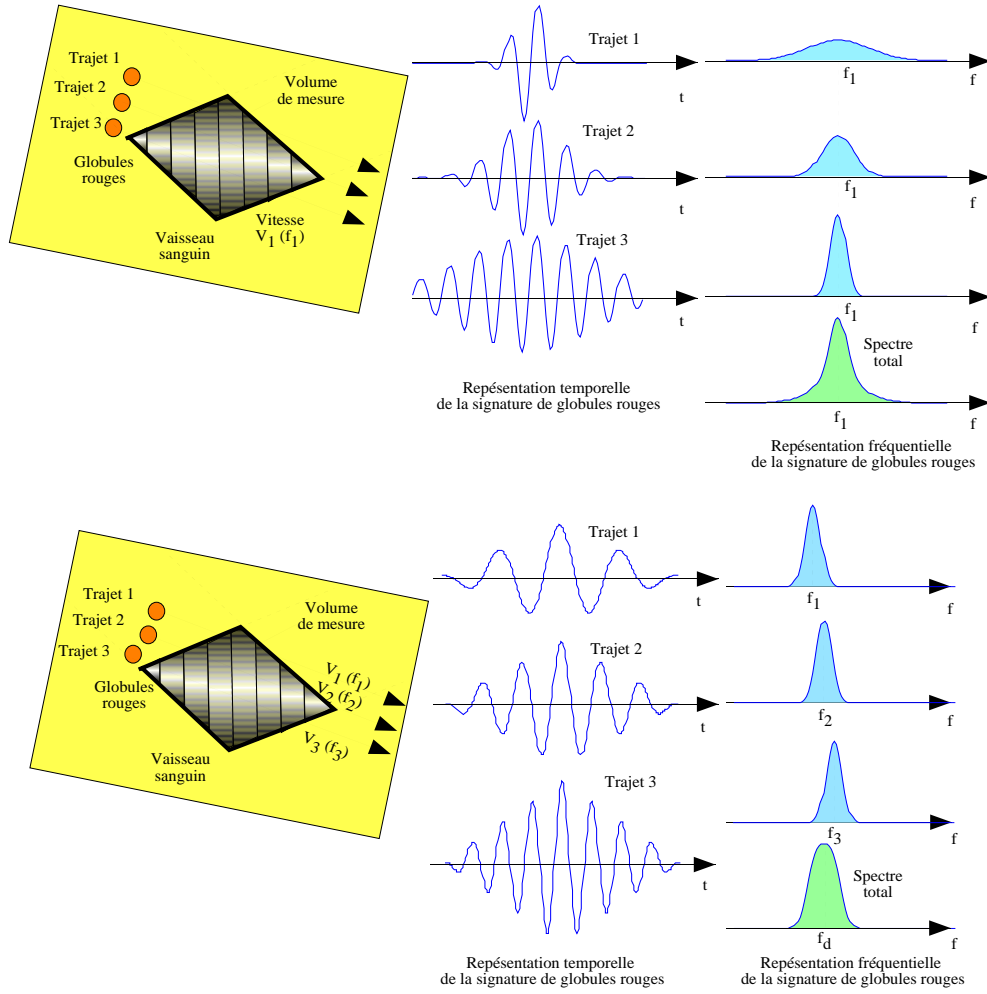 Trajet 1
Trajet 2
Trajet 3
Globules
rouges
Volume
de mesure
Vaisseau
sanguin
Vitesse
V1 (f1)
Trajet 1
t
f1
f
Trajet 2
t
f1
f
Trajet 3
t
f1
f
Spectre
total
f1
f
Repésentation temporelle
de la signature de globules rouges
Repésentation fréquentielle
de la signature de globules rouges
Trajet 1
Trajet 2
Trajet 3
Globules
rouges
Volume
de mesure
Vaisseau
sanguin
V1 (f1)
V2 (f2)
V3 (f3)
Trajet 1
t
f1
f
Trajet 2
t
f2
f
Trajet 3
t
f3
f
Spectre
total
fd
f
Repésentation temporelle
de la signature de globules rouges
Repésentation fréquentielle
de la signature de globules rouges